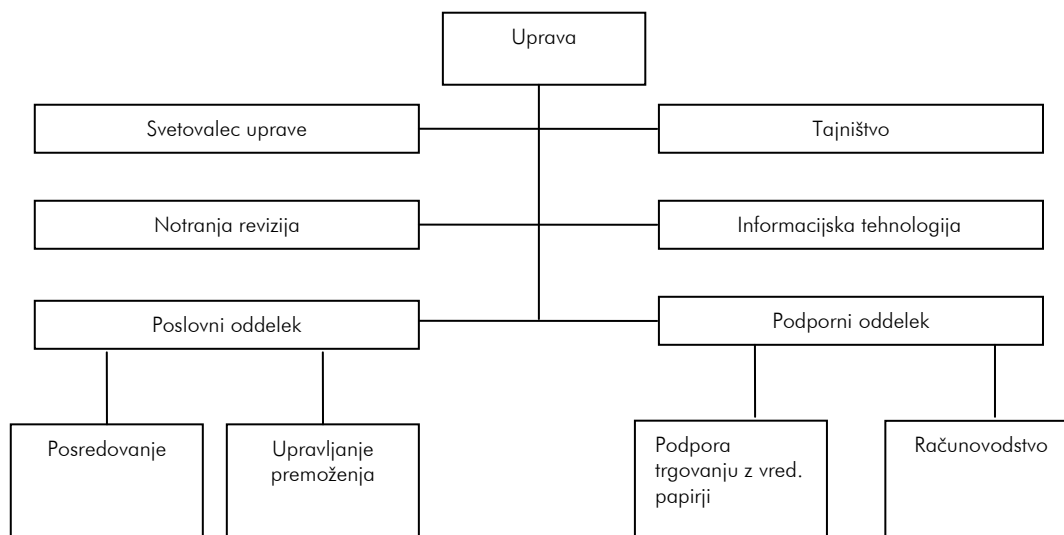 Uprava
Svetovalec uprave
Tajništvo
Notranja revizija
Informacijska tehnologija
Poslovni oddelek
Podporni oddelek
Posredovanje
Upravljanje
premoženja
Podpora
trgovanju z vred.
papirji
Računovodstvo